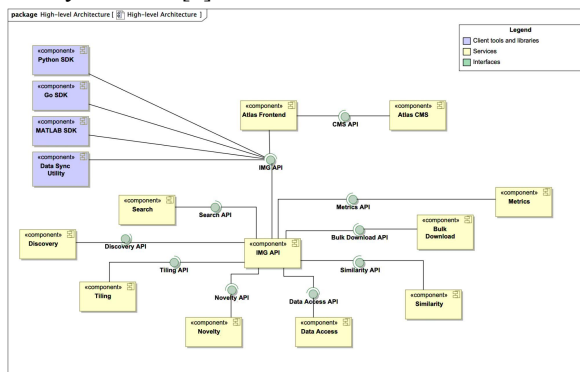 package High-level Architecture [ High-level Architecture ]
Legend
Client tools and libraries
Services
Interfaces
«component»
Python SDK
«component»
Go SDK
«component»
MATLAB SDK
«component»
Data Sync
Utility
«component»
Atlas Frontend
CMS API
«component»
Atlas CMS
IMG API
«component»
Search
Search API
Metrics API
«component»
Metrics
«component»
Discovery
Discovery API
«component»
IMG API
Bulk Download API
«component»
Bulk
Download
«component»
Tiling
Tiling API
Similarity API
«component»
Similarity
Novelty API
Data Access API
«component»
Novelty
«component»
Data Access